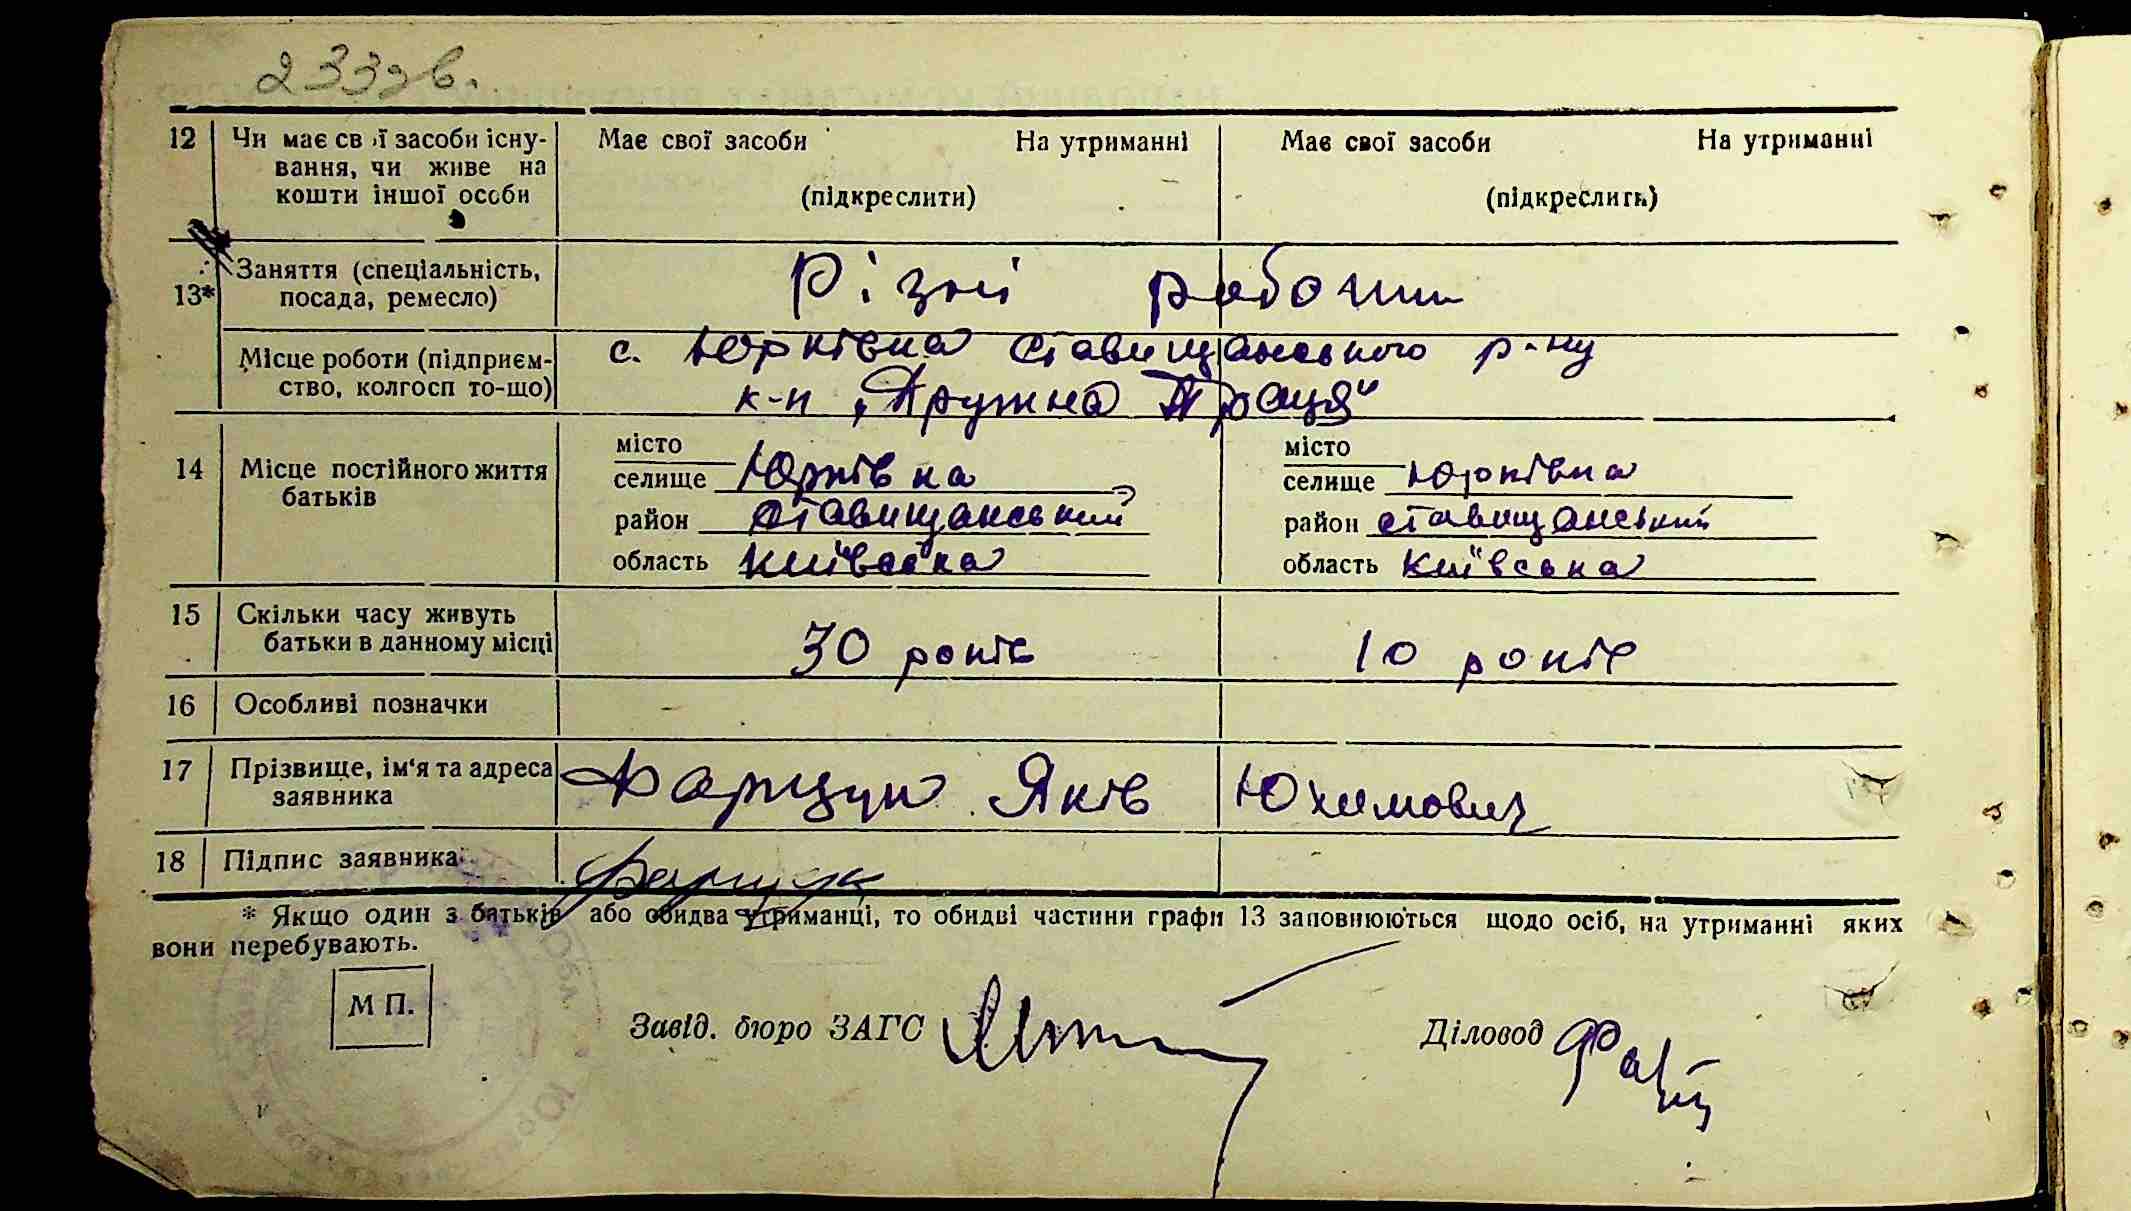 233зв.
12 Чи має свої засоби існу- Має свої засоби На утриманні Має свої засоби На утриманні
вання, чи живе на
кошти іншої особи (підкреслити) (підкреслить)
Заняття (спеціальність, Різні роботи
13* посада, ремесло)
Місце роботи (підприєм- с. Юрківка Ставищанського р-ну
ство, колгосп то-що) к-п „Дружна Праця"
місто місто
14 Місце постійного життя селище Юрківка селище Юрківка
батьків район Ставищанський район Ставищанський
область Київська область Київська
15 Скільки часу живуть
батьки в данному місці 30 років 10 років
16 Особливі позначки
17 Прізвище, ім'я та адреса Яків Юхимович
заявника
18 Підпис заявника
* Якщо один з батьків або обидва утриманці, то обидві частини графи 13 заповнюються щодо осіб, на утриманні яких
вони перебувають.
М П.
Завід. бюро ЗАГС Діловод